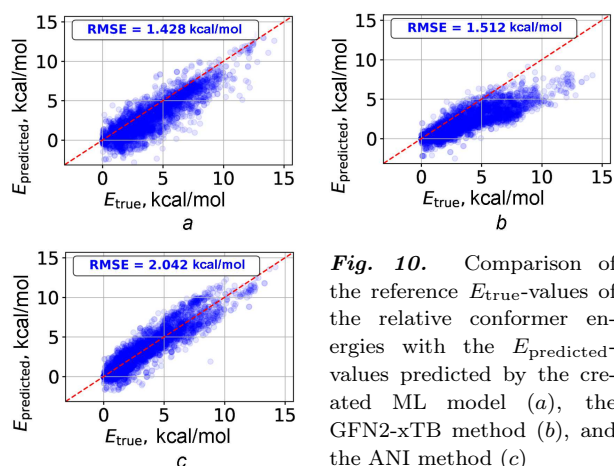 RMSE = 1.428 kcal/mol
15
10
5
0
E_predicted, kcal/mol
0 5 10 15
E_true, kcal/mol
a
RMSE = 1.512 kcal/mol
15
10
5
0
E_predicted, kcal/mol
0 5 10 15
E_true, kcal/mol
b
RMSE = 2.042 kcal/mol
15
10
5
0
E_predicted, kcal/mol
0 5 10 15
E_true, kcal/mol
c
Fig. 10. Comparison of
the reference E_true-values of
the relative conformer en-
ergies with the E_predicted-
values predicted by the cre-
ated ML model (a), the
GFN2-xTB method (b), and
the ANI method (c)